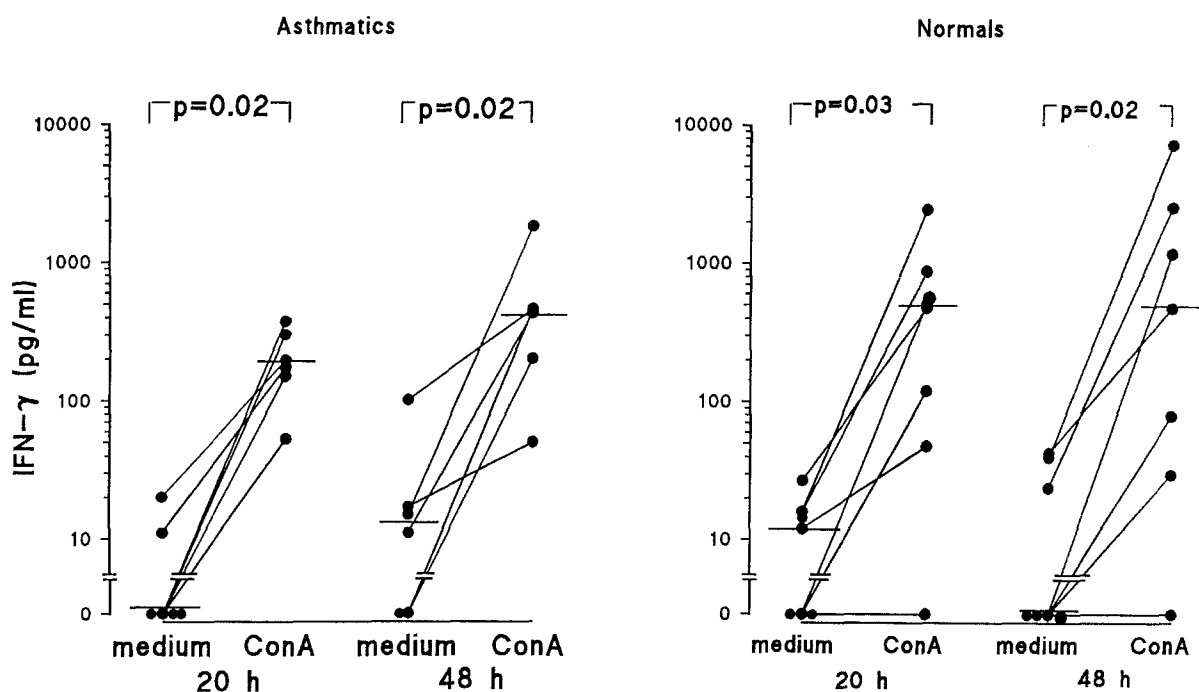 Asthmatics
Normals
p=0.02
p=0.02
p=0.03
p=0.02
IFN-γ (pg/ml)
10000
1000
100
10
0
10000
1000
100
10
0
medium ConA
medium ConA
medium ConA
medium ConA
20 h
48 h
20 h
48 h